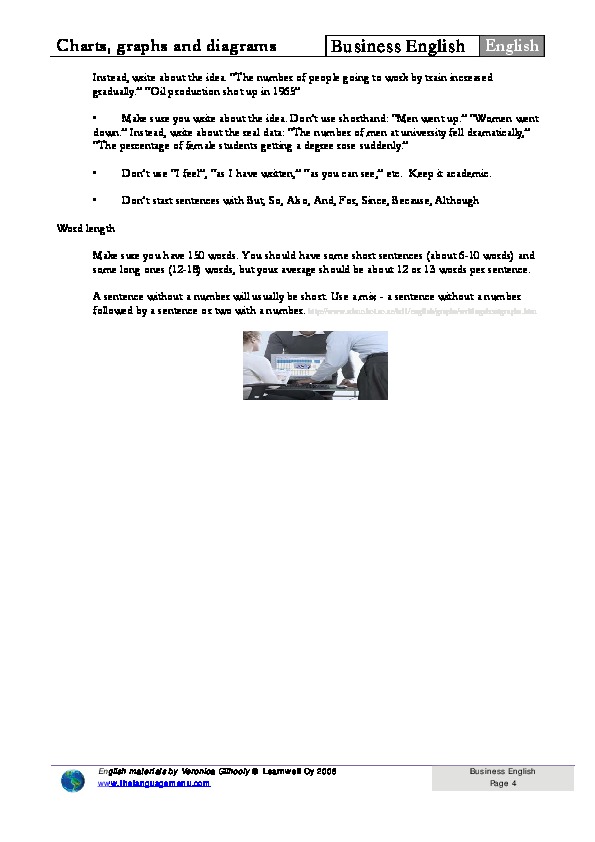 Charts, graphs and diagrams
Business English
English
Instead, write about the idea. "The number of people going to work by train increased
gradually." "Oil production shot up in 1965"
• Make sure you write about the idea. Don't use shorthand: "Men went up." "Women went
down." Instead, write about the real data: "The number of men at university fell dramatically,"
"The percentage of female students getting a degree rose suddenly."
• Don't use "I feel", "as I have written," "as you can see," etc. Keep it academic.
• Don't start sentences with But, So, Also, And, For, Since, Because, Although
Word length
Make sure you have 150 words. You should have some short sentences (about 6-10 words) and
some long ones (12-18) words, but your average should be about 12 or 13 words per sentence.
A sentence without a number will usually be short. Use a mix - a sentence without a number
followed by a sentence or two with a number.
English materials by Veronica Gilhooly © Learnwell Oy 2006
www.thelanguagemenu.com
Business English
Page 4